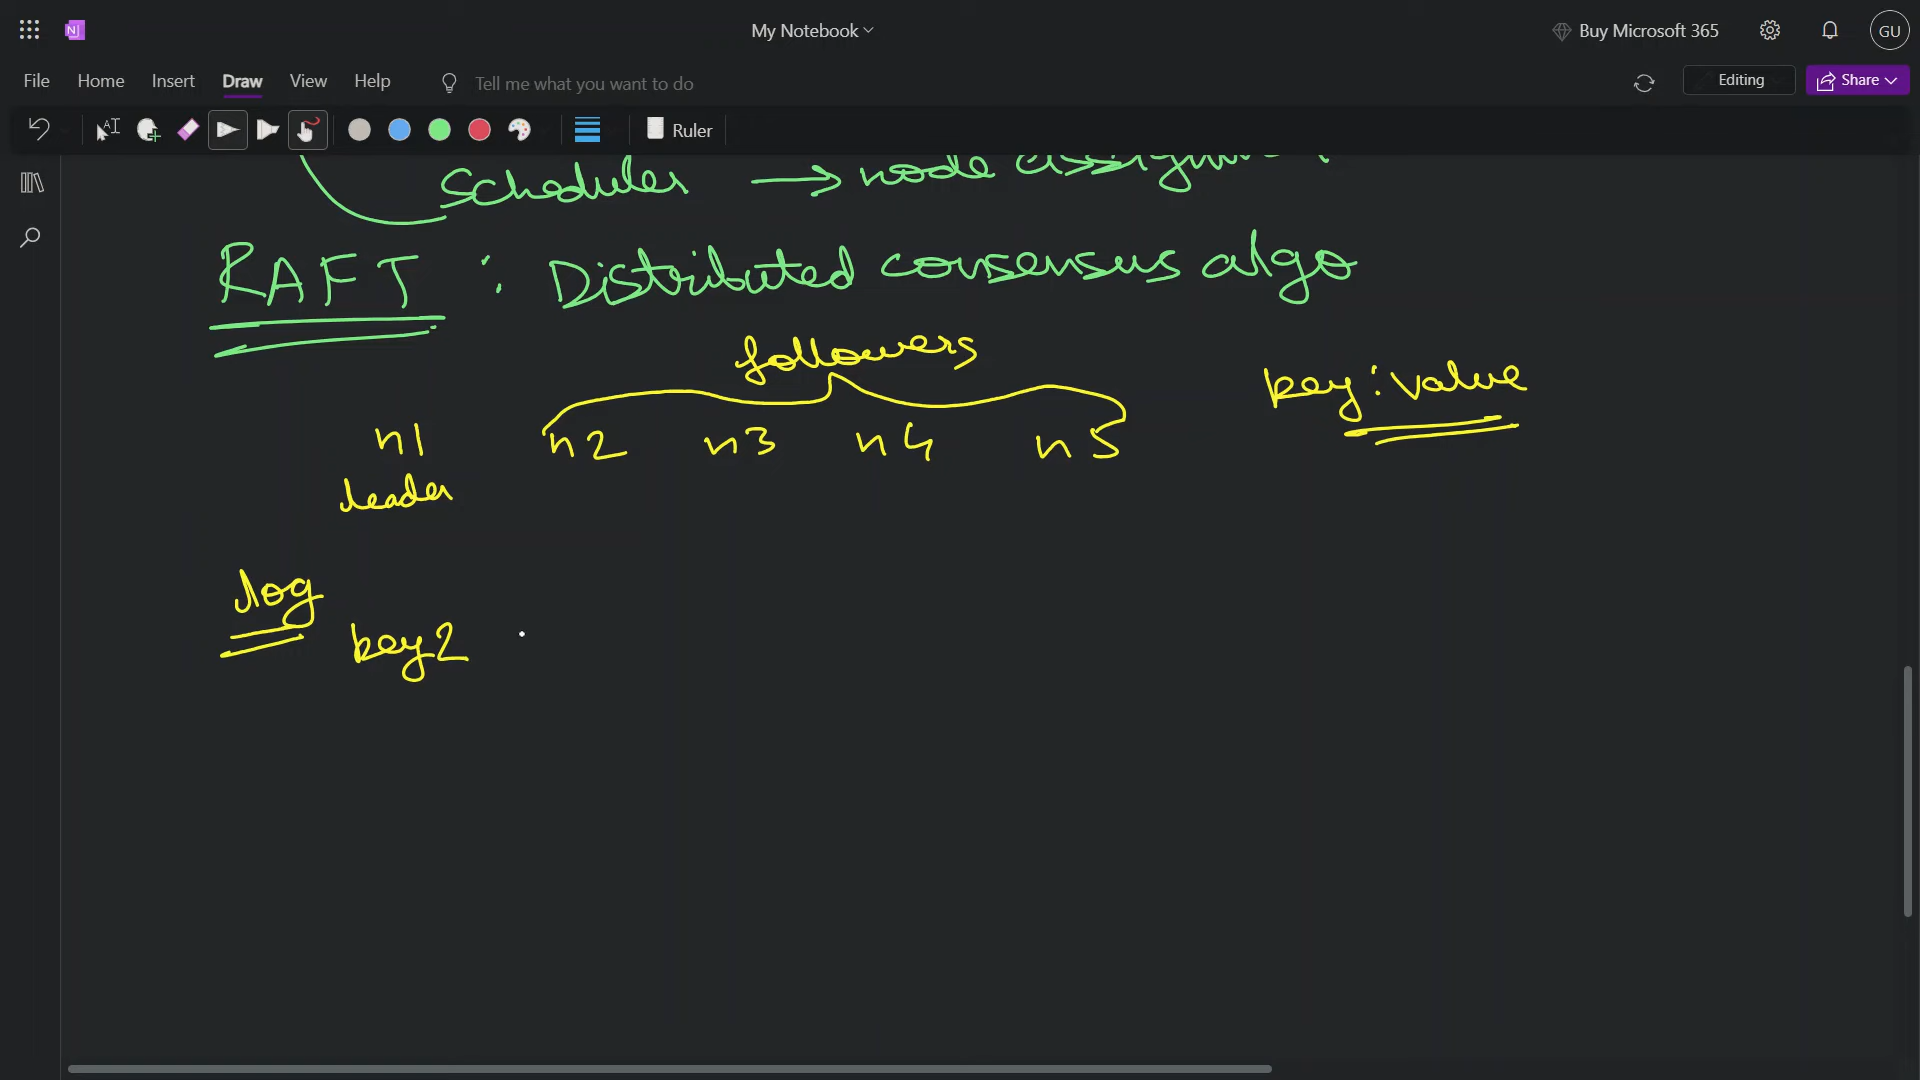 My Notebook
Buy Microsoft 365
GU
File Home Insert Draw View Help
Tell me what you want to do
Editing
Share
Ruler
Scheduler → node
RAFT : Distributed consensus algo
followers
key : value
n1 n2 n3 n4 n5
leader
log
key2